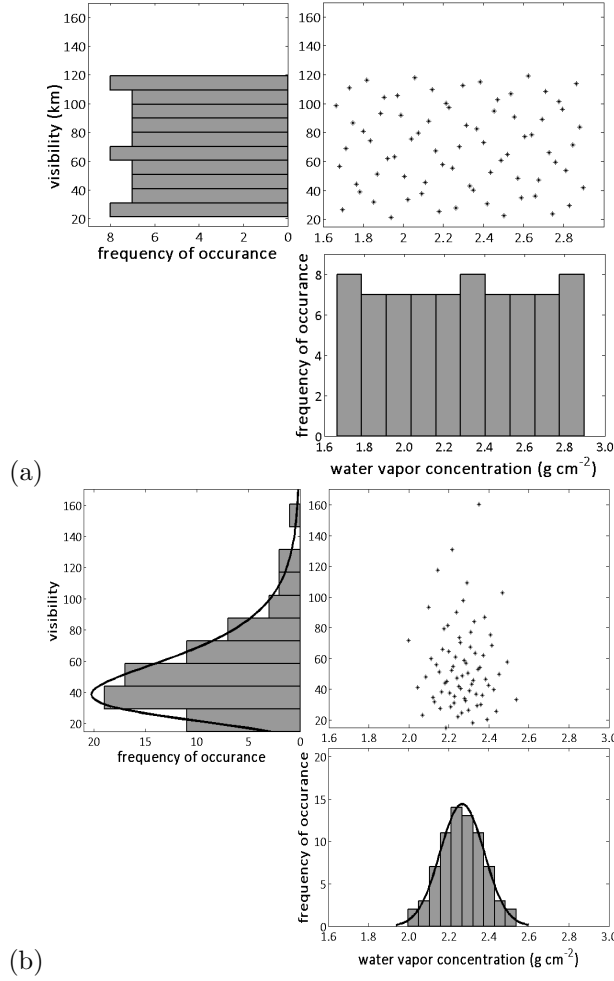 160
140
120
100
80
60
40
20
visibility (km)
8 6 4 2 0
frequency of occurance
160
140
120
100
80
60
40
20
1.6 1.8 2 2.2 2.4 2.6 2.8
8
6
4
2
0
frequency of occurance
1.6 1.8 2.0 2.2 2.4 2.6 2.8 3.0
water vapor concentration (g cm-2)
(a)
160
140
120
100
80
60
40
20
visibility
20 15 10 5 0
frequency of occurance
160
140
120
100
80
60
40
20
1.6 1.8 2.0 2.2 2.4 2.6 2.8 3.0
20
15
10
5
0
frequency of occurance
1.6 1.8 2.0 2.2 2.4 2.6 2.8 3.0
water vapor concentration (g cm-2)
(b)